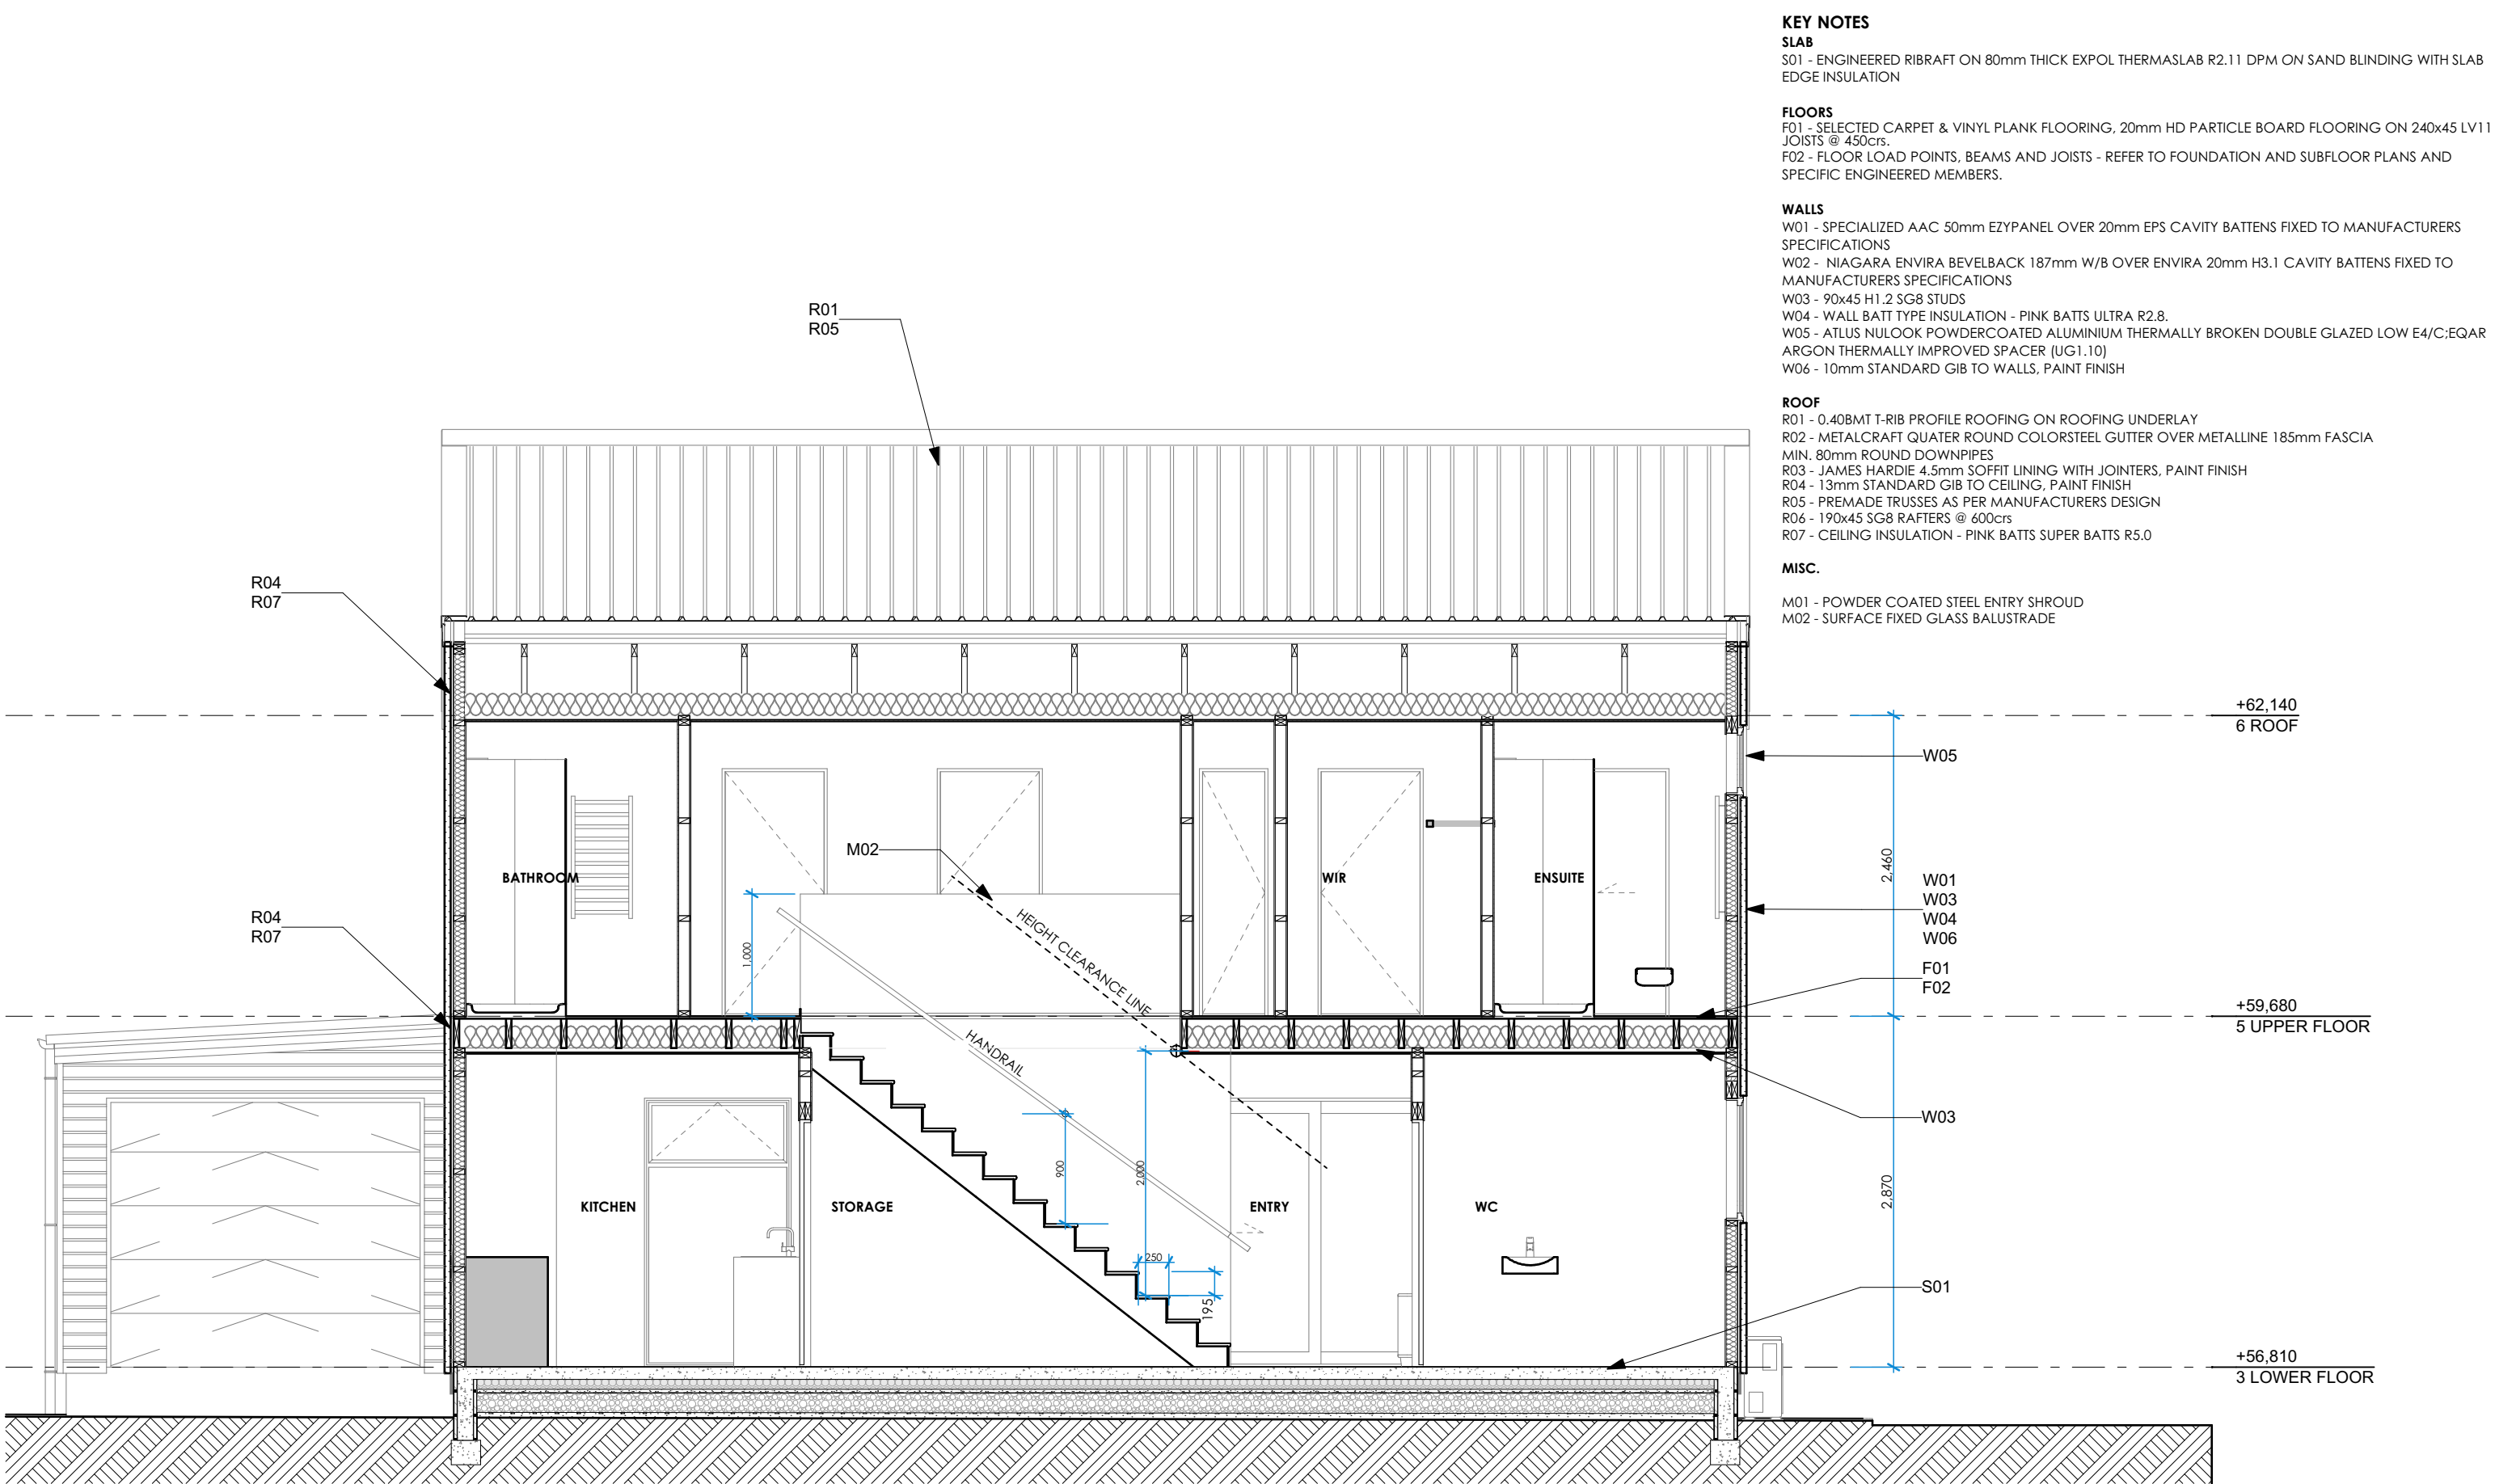 KEY NOTES
SLAB
S01 - ENGINEERED RIBRAFT ON 80mm THICK EXPOL THERMASLAB R2.11 DPM ON SAND BLINDING WITH SLAB
EDGE INSULATION
FLOORS
F01 - SELECTED CARPET & VINYL PLANK FLOORING, 20mm HD PARTICLE BOARD FLOORING ON 240x45 LV11
JOISTS @ 450crs.
F02 - FLOOR LOAD POINTS, BEAMS AND JOISTS - REFER TO FOUNDATION AND SUBFLOOR PLANS AND
SPECIFIC ENGINEERED MEMBERS.
WALLS
W01 - SPECIALIZED AAC 50mm EZYPANEL OVER 20mm EPS CAVITY BATTENS FIXED TO MANUFACTURERS
SPECIFICATIONS
W02 - NIAGARA ENVIRA BEVELBACK 187mm W/B OVER ENVIRA 20mm H3.1 CAVITY BATTENS FIXED TO
MANUFACTURERS SPECIFICATIONS
W03 - 90x45 H1.2 SG8 STUDS
W04 - WALL BATT TYPE INSULATION - PINK BATTS ULTRA R2.8.
W05 - ATLUS NULOOK POWDERCOATED ALUMINIUM THERMALLY BROKEN DOUBLE GLAZED LOW E4/C;EQAR
ARGON THERMALLY IMPROVED SPACER (UG1.10)
W06 - 10mm STANDARD GIB TO WALLS, PAINT FINISH
ROOF
R01 - 0.40BMT T-RIB PROFILE ROOFING ON ROOFING UNDERLAY
R02 - METALCRAFT QUATER ROUND COLORSTEEL GUTTER OVER METALLINE 185mm FASCIA
MIN. 80mm ROUND DOWNPIPES
R03 - JAMES HARDIE 4.5mm SOFFIT LINING WITH JOINTERS, PAINT FINISH
R04 - 13mm STANDARD GIB TO CEILING, PAINT FINISH
R05 - PREMADE TRUSSES AS PER MANUFACTURERS DESIGN
R06 - 190x45 SG8 RAFTERS @ 600crs
R07 - CEILING INSULATION - PINK BATTS SUPER BATTS R5.0
MISC.
M01 - POWDER COATED STEEL ENTRY SHROUD
M02 - SURFACE FIXED GLASS BALUSTRADE
R01
R05
R04
R07
+62,140
6 ROOF
W05
M02
BATHROOM
WIR
ENSUITE
2,460
W01
W03
W04
W06
R04
R07
1,000
HEIGHT CLEARANCE LINE
F01
F02
+59,680
5 UPPER FLOOR
HANDRAIL
W03
900
2,000
2,870
KITCHEN
STORAGE
ENTRY
WC
250
195
S01
+56,810
3 LOWER FLOOR